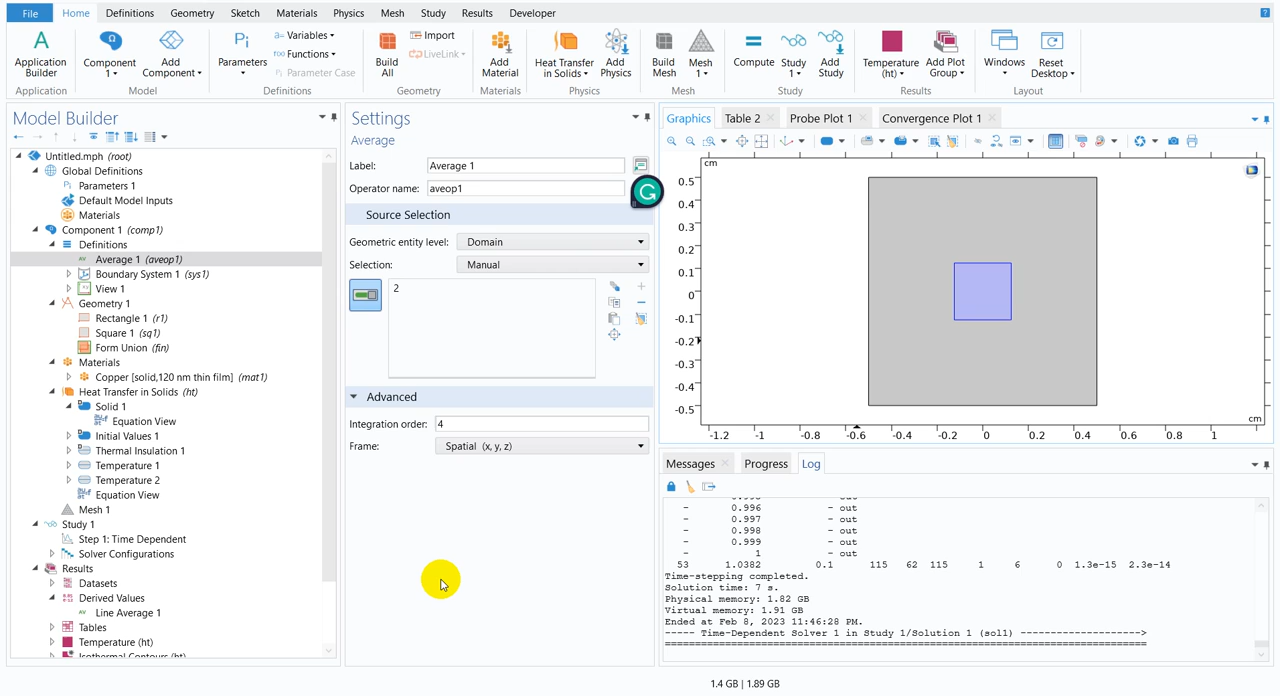 File Home Definitions Geometry Sketch Materials Physics Mesh Study Results Developer
Application Builder
Component 1
Add Component
Parameters
a= Variables
f(x) Functions
Pi Parameter Case
Build All
Import
LiveLink
Add Material
Heat Transfer in Solids
Add Physics
Build Mesh
Mesh 1
Compute
Study 1
Add Study
Temperature (ht)
Add Plot Group
Windows
Reset Desktop
Application Model Definitions Geometry Materials Physics Mesh Study Results Layout
Model Builder
Untitled.mph (root)
Global Definitions
Pi Parameters 1
Default Model Inputs
Materials
Component 1 (comp1)
Definitions
AV Average 1 (aveop1)
Boundary System 1 (sys1)
View 1
Geometry 1
Rectangle 1 (r1)
Square 1 (sq1)
Form Union (fin)
Materials
Copper [solid,120 nm thin film] (mat1)
Heat Transfer in Solids (ht)
Solid 1
Equation View
Initial Values 1
Thermal Insulation 1
Temperature 1
Temperature 2
Equation View
Mesh 1
Study 1
Step 1: Time Dependent
Solver Configurations
Results
Datasets
Derived Values
AV Line Average 1
Tables
Temperature (ht)
Isothermal Contours (ht)
Settings
Average
Label: Average 1
Operator name: aveop1
Source Selection
Geometric entity level: Domain
Selection: Manual
2
Advanced
Integration order: 4
Frame: Spatial (x, y, z)
Graphics Table 2 Probe Plot 1 Convergence Plot 1
cm
0.5
0.4
0.3
0.2
0.1
0
-0.1
-0.2
-0.3
-0.4
-0.5
cm
-1.2 -1 -0.8 -0.6 -0.4 -0.2 0 0.2 0.4 0.6 0.8 1
Messages Progress Log
- 0.996 - out
- 0.997 - out
- 0.998 - out
- 0.999 - out
- 1 - out
53 1.0382 0.1 115 62 115 1 6 0 1.3e-15 2.3e-14
Time-stepping completed.
Solution time: 7 s.
Physical memory: 1.82 GB
Virtual memory: 1.91 GB
Ended at Feb 8, 2023 11:46:28 PM.
----- Time-Dependent Solver 1 in Study 1/Solution 1 (sol1) -------------------->
1.4 GB | 1.89 GB